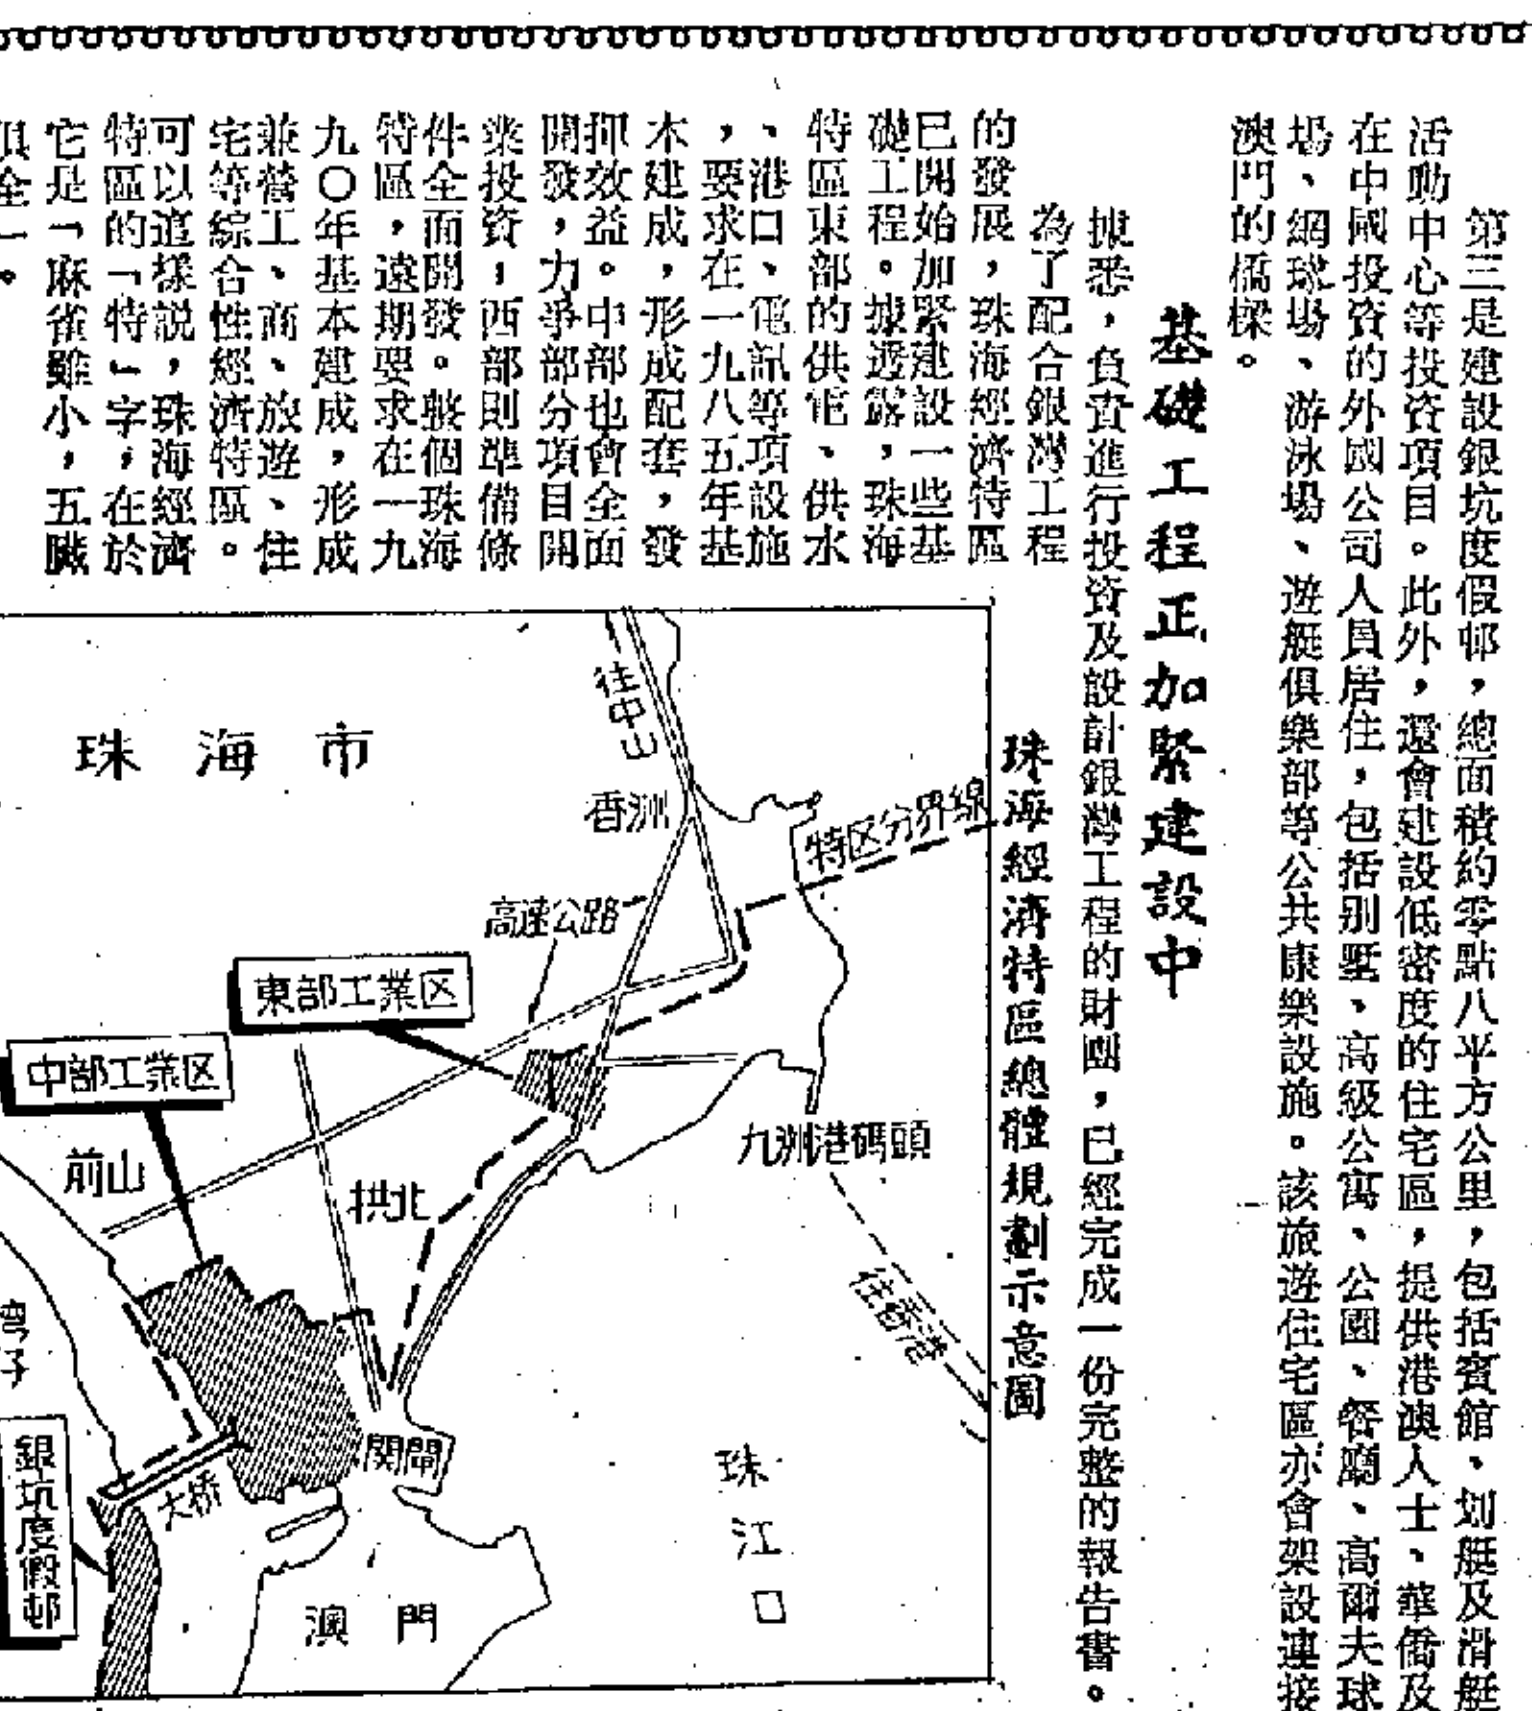 第三是建設銀坑度假邨，總面積約零點八平方公里，包括賓館、划艇及滑艇
活動中心等投資項目。此外，還會建設低密度的住宅區，提供港澳人士、華僑及
在中國投資的外國公司人員居住，包括別墅、高級公寓、公園、餐廳、高爾夫球
場、網球場、游泳場、遊艇俱樂部等公共康樂設施。該旅遊住宅區亦會架設連接
澳門的橋樑。
基礎工程正加緊建設中
據悉，負責進行投資及設計銀灣工程的財團，已經完成一份完整的報告書。
為了配合銀灣工程
的發展，珠海經濟特區
已開始加緊建設一些基
礎工程。據透露，珠海
特區東部的供電、供水
、港口、電訊等項設施
，要求在一九八五年基
木建成，形成配套，發
揮效益。中部也會全面
開發，力爭部分項目開
業投資，西部則準備條
件全面開發。整個珠海
特區，遠期要求在一九
九〇年基本建成，形成
兼營工、商、旅遊、住
宅等綜合性經濟特區。
可以這樣説，珠海經濟
特區的「特」字，在於
它是「麻雀雖小，五臟
俱全」。
珠海經濟特區總體規劃示意圖
珠海市
往中山
香洲
特区分界線
高速公路
東部工業区
中部工業区
前山
拱北
九洲港碼頭
往香港
湾仔
銀坑度假邨
大桥
関閘
澳門
珠江口